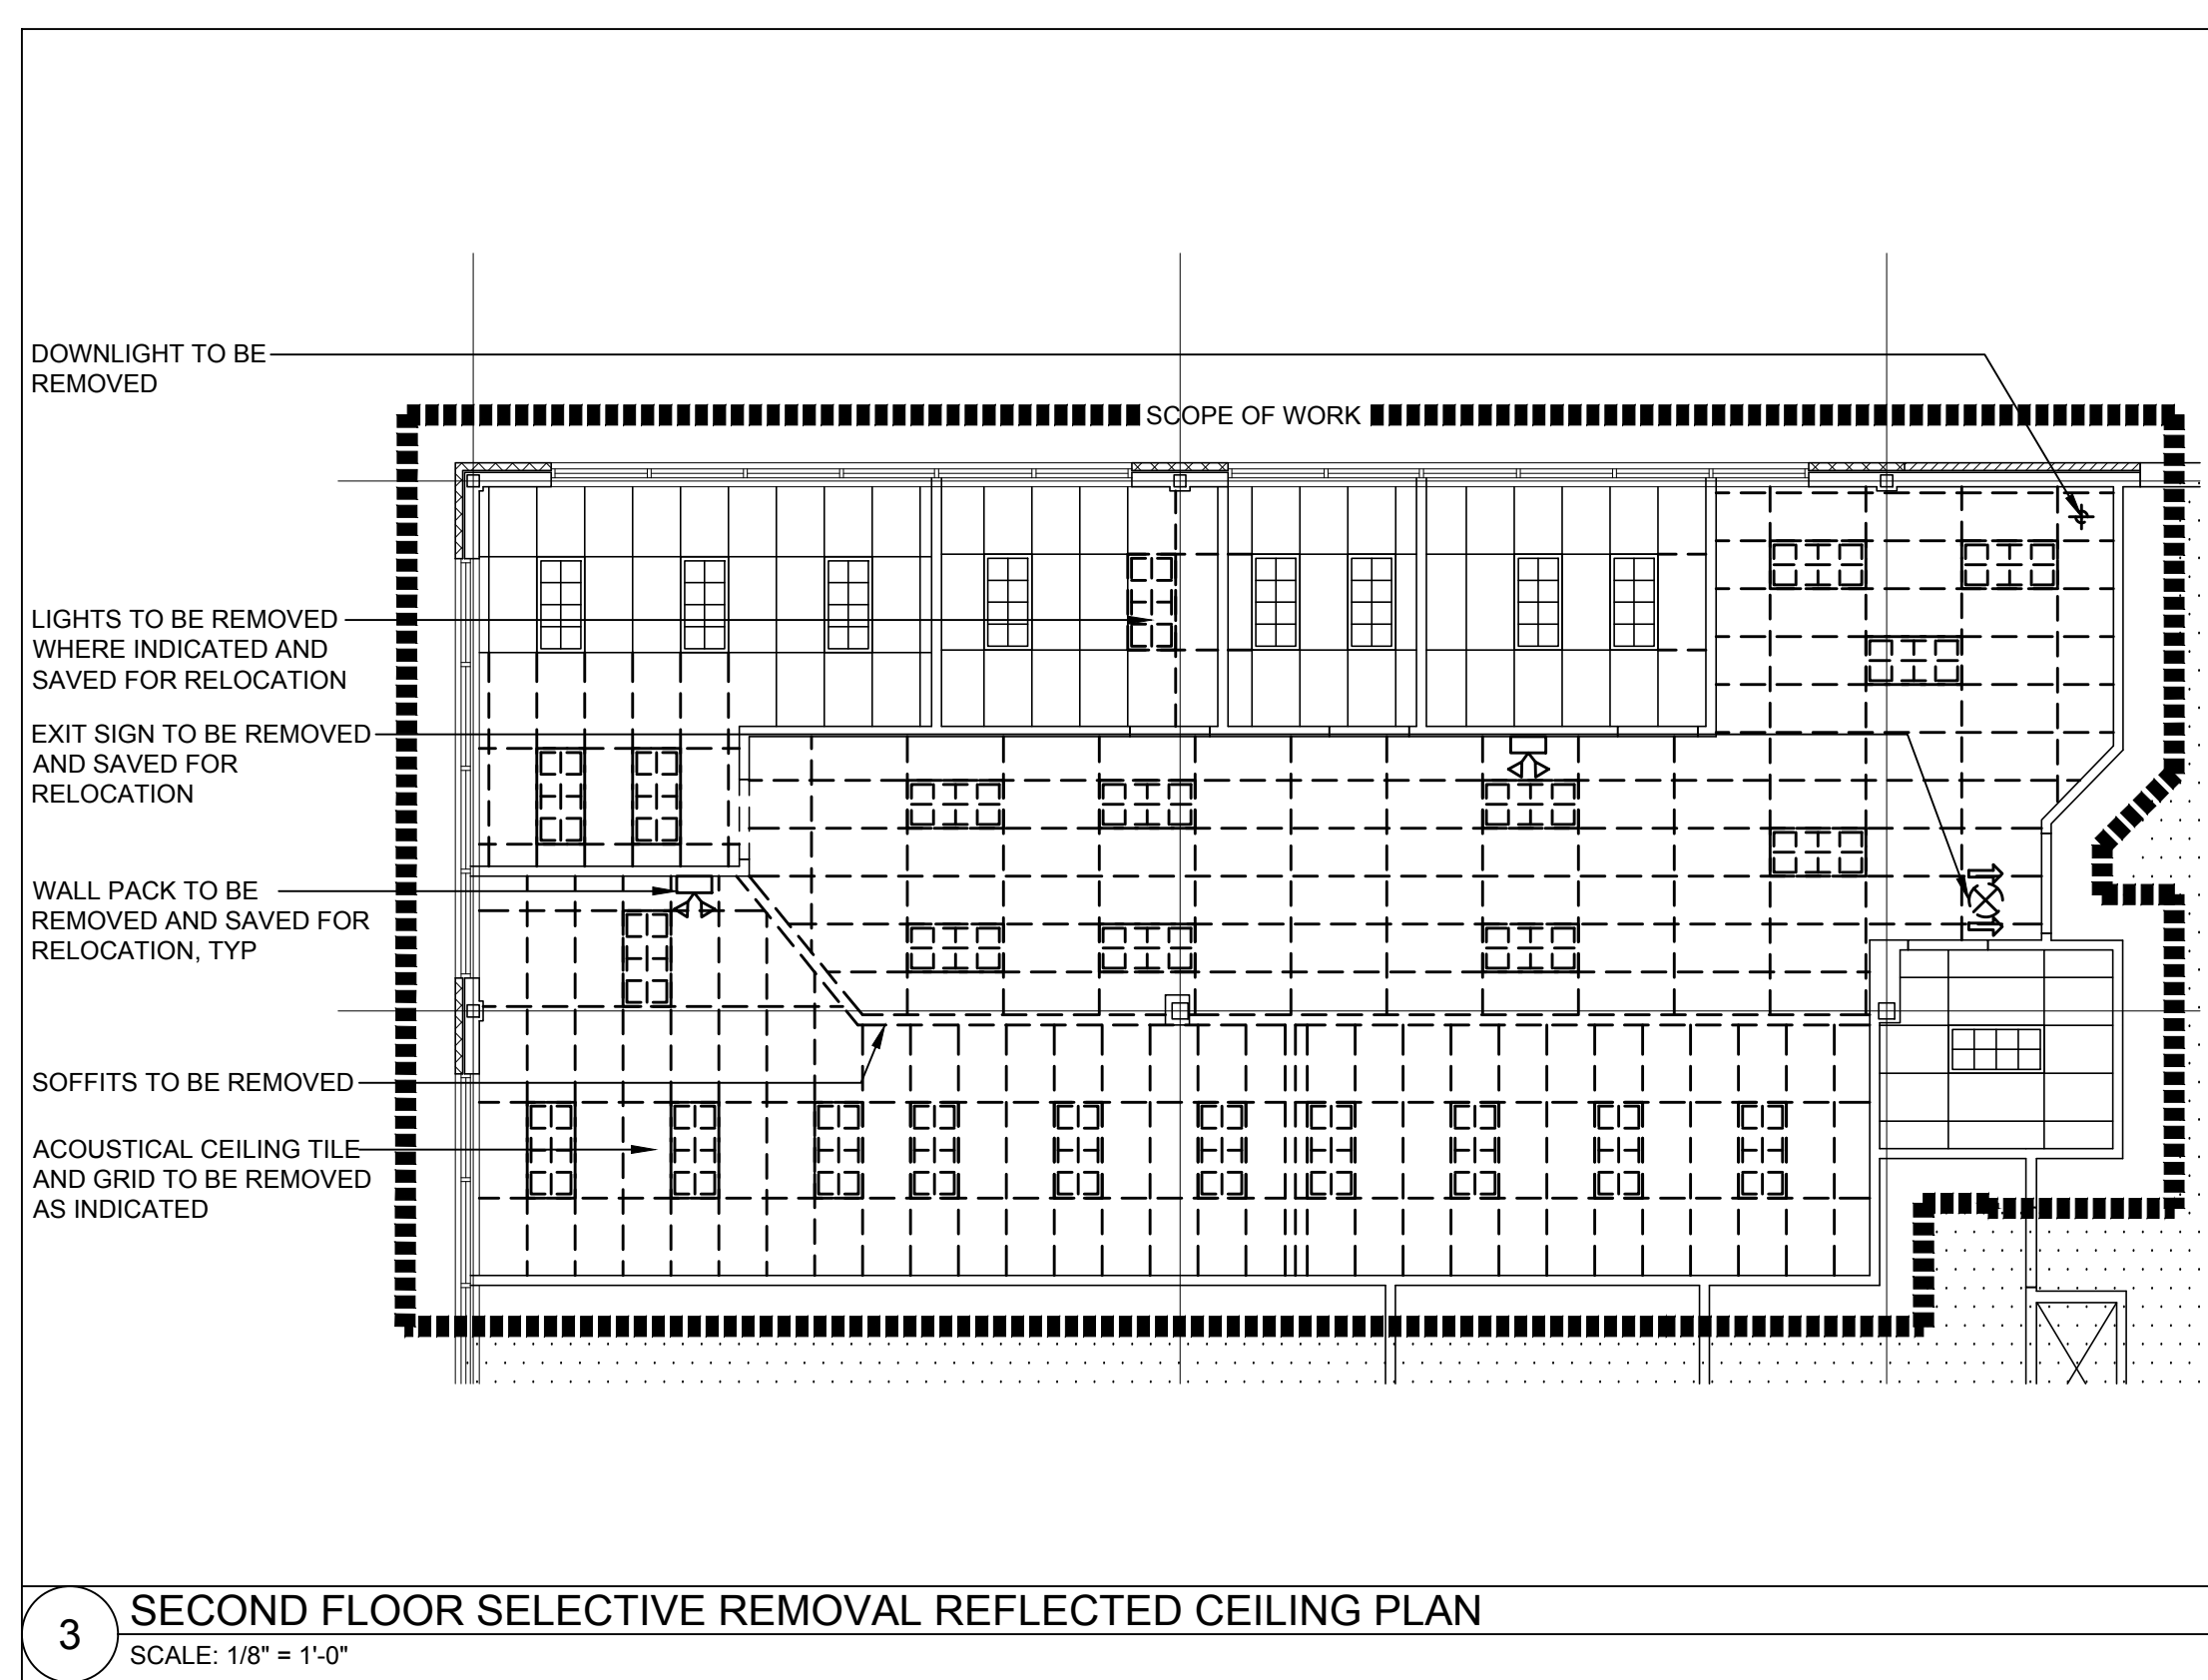 DOWNLIGHT TO BE
REMOVED
SCOPE OF WORK
LIGHTS TO BE REMOVED
WHERE INDICATED AND
SAVED FOR RELOCATION
EXIT SIGN TO BE REMOVED
AND SAVED FOR
RELOCATION
WALL PACK TO BE
REMOVED AND SAVED FOR
RELOCATION, TYP
SOFFITS TO BE REMOVED
ACOUSTICAL CEILING TILE
AND GRID TO BE REMOVED
AS INDICATED
3
SECOND FLOOR SELECTIVE REMOVAL REFLECTED CEILING PLAN
SCALE: 1/8" = 1'-0"